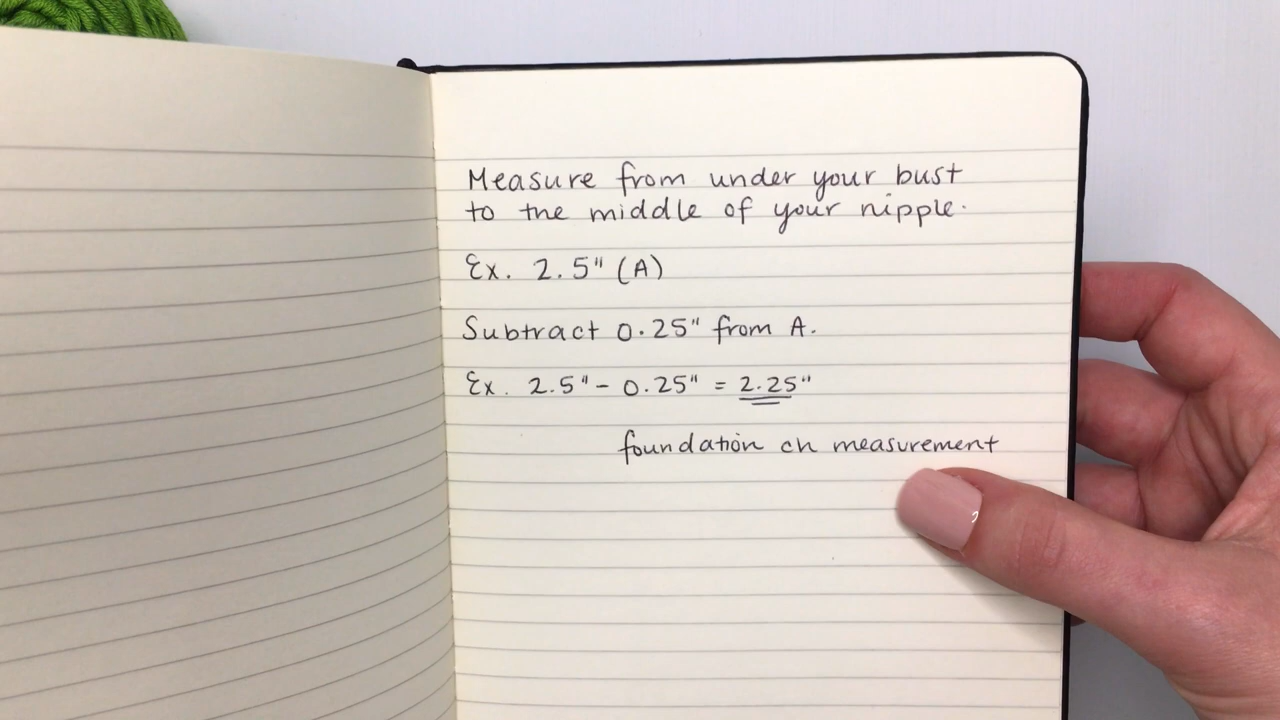 Measure from under your bust
to the middle of your nipple.
Ex. 2.5" (A)
Subtract 0.25" from A.
Ex. 2.5" - 0.25" = 2.25"
foundation ch measurement